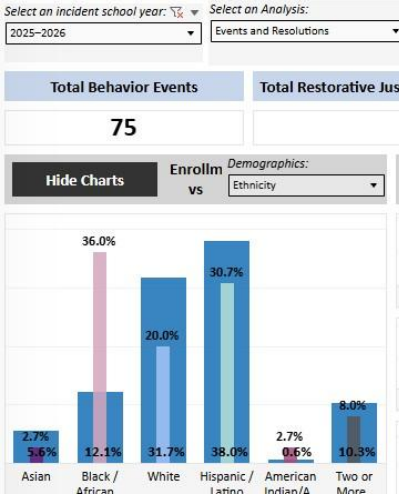 Select an incident school year:
Select an Analysis:
2025–2026
Events and Resolutions
Total Behavior Events
Total Restorative Jus
75
Hide Charts
Enrollm
vs
Demographics:
Ethnicity
36.0%
30.7%
20.0%
2.7%
2.7%
8.0%
5.6%
12.1%
31.7%
38.0%
0.6%
10.3%
Asian
Black /
African
White
Hispanic /
Latino
American
Indian/A
Two or
More